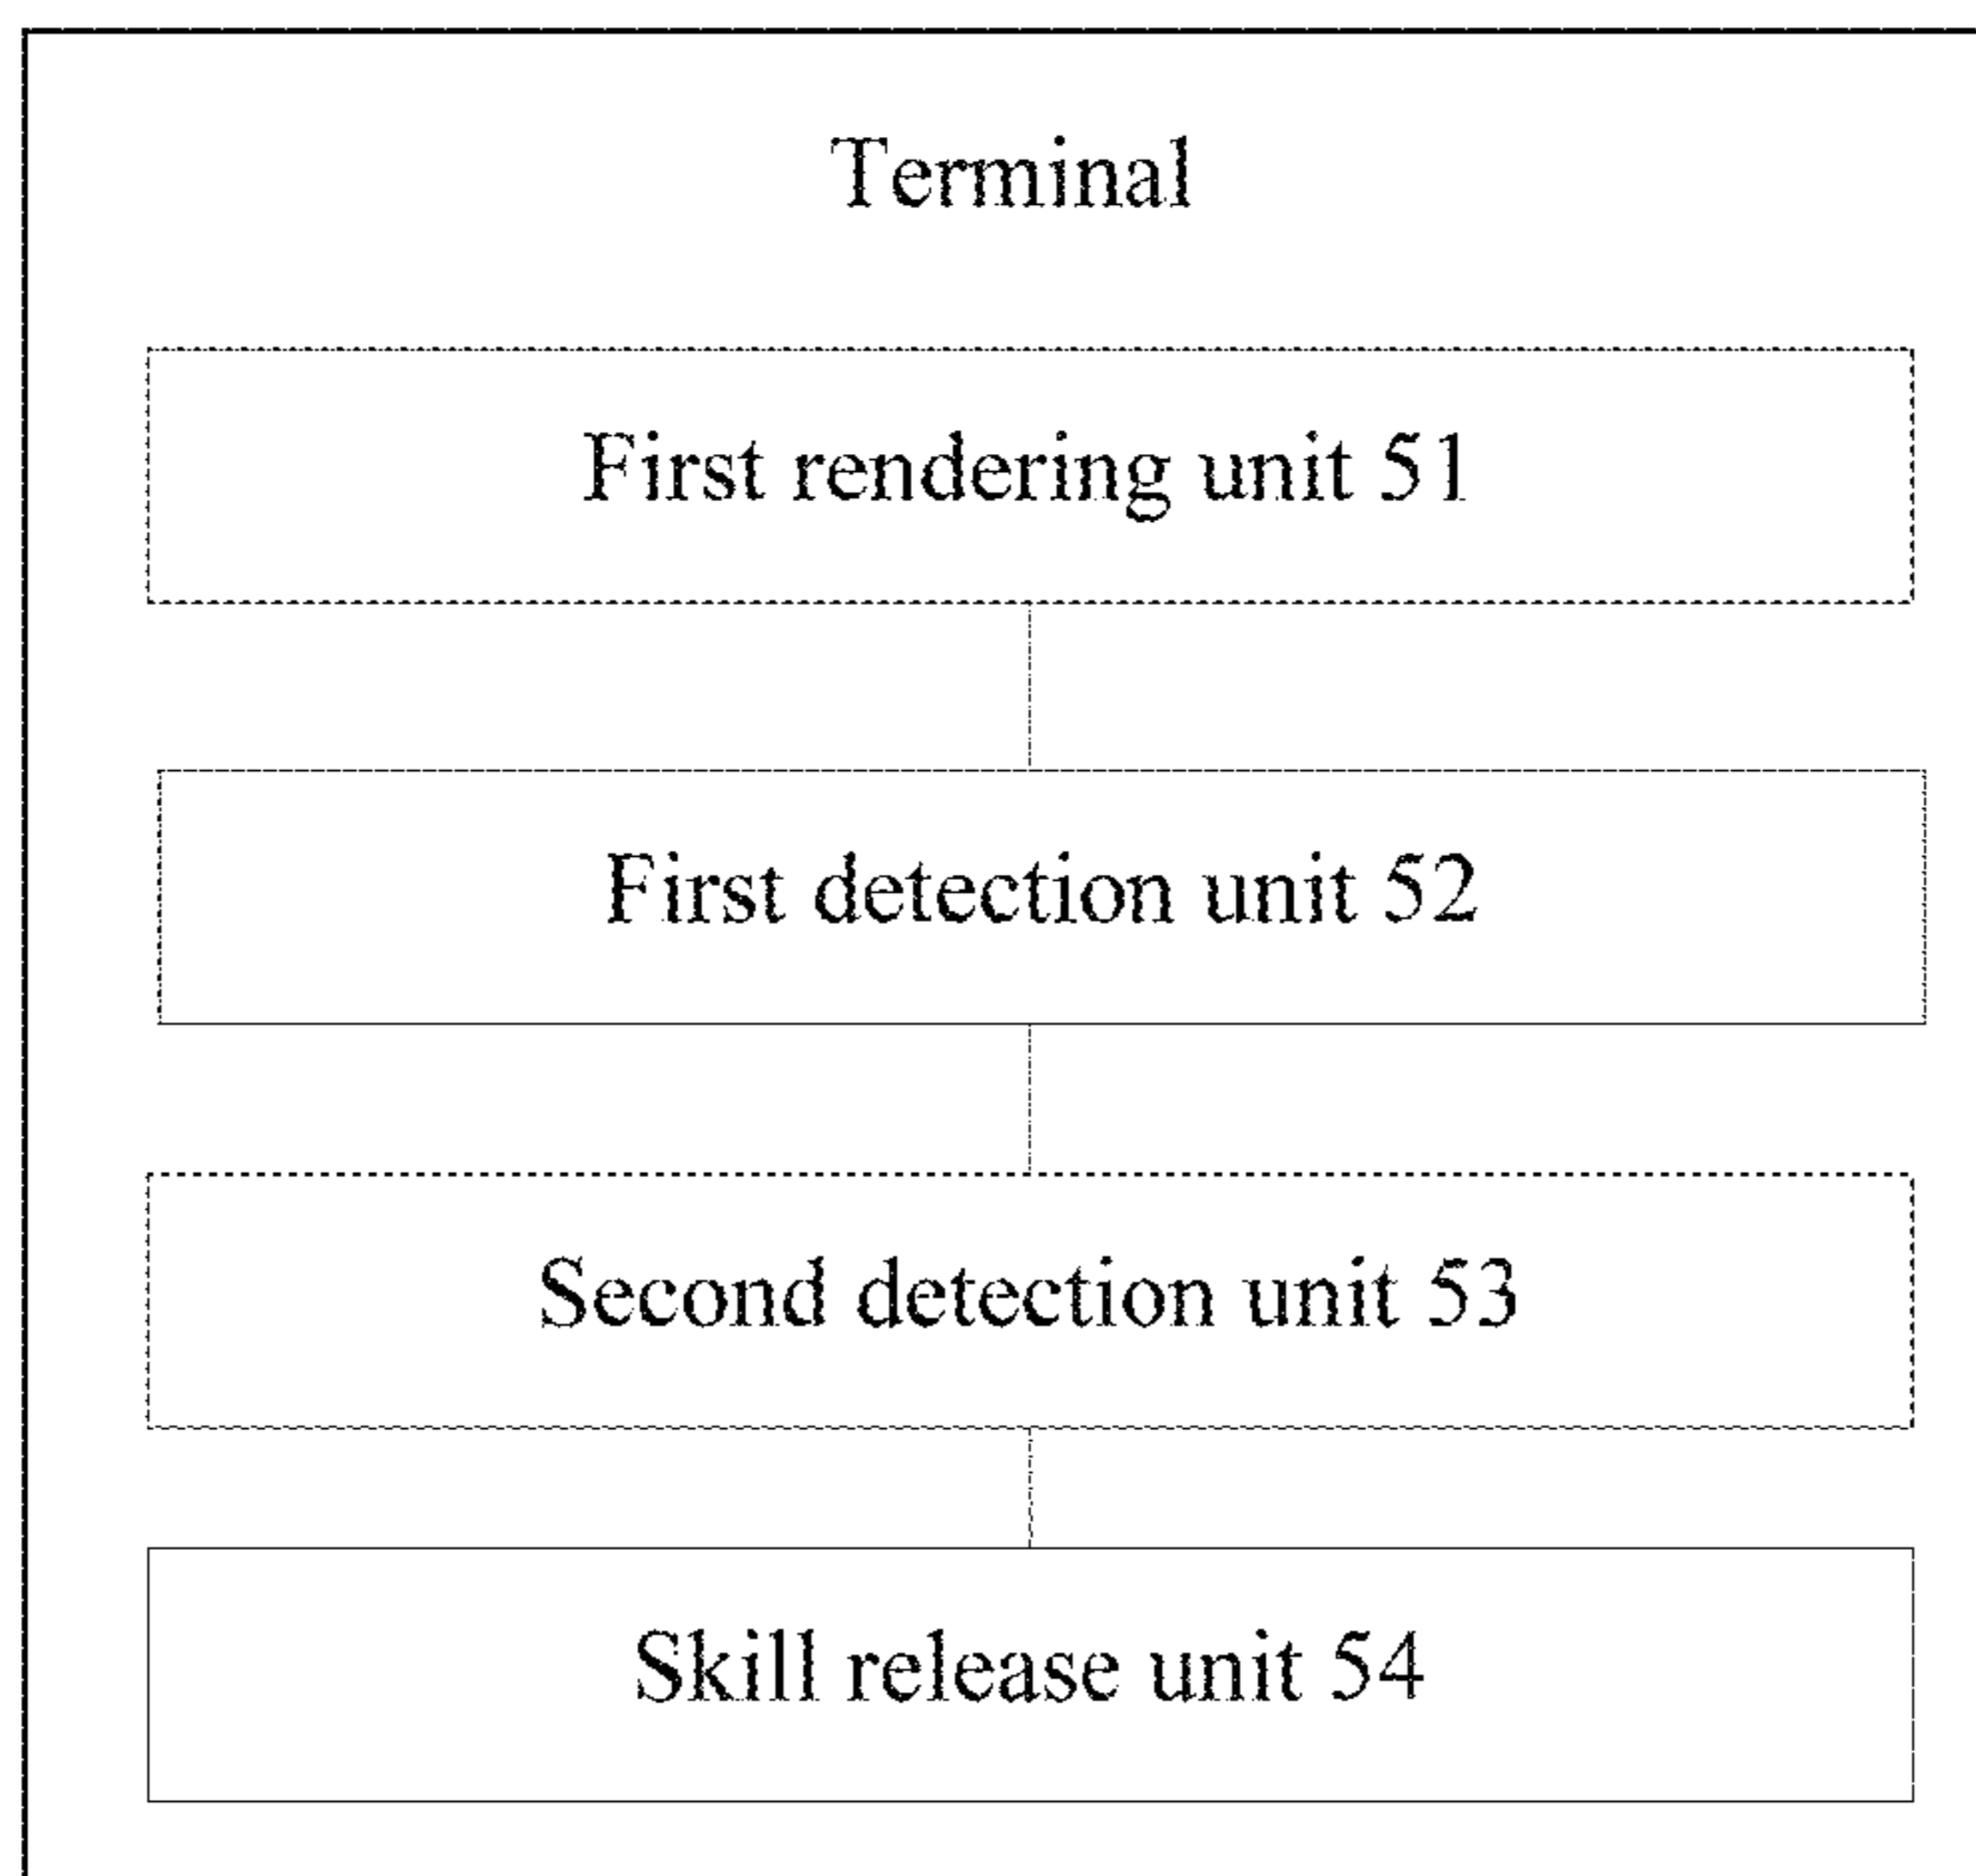 Terminal
First rendering unit 51
First detection unit 52
Second detection unit 53
Skill release unit 54